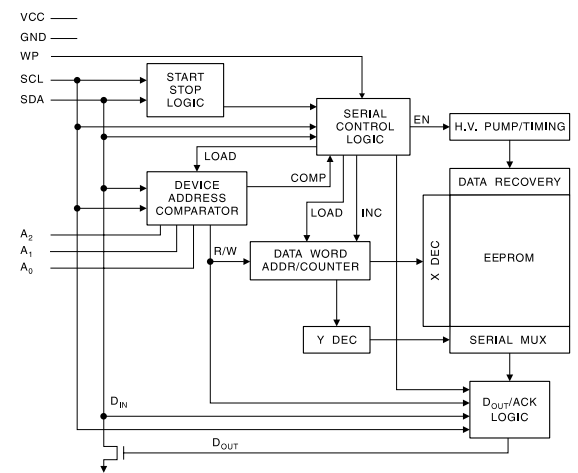 VCC
GND
WP
SCL
SDA
START
STOP
LOGIC
SERIAL
CONTROL
LOGIC
EN
H.V. PUMP/TIMING
LOAD
COMP
DEVICE
ADDRESS
COMPARATOR
LOAD
INC
DATA RECOVERY
A2
A1
A0
R/W
DATA WORD
ADDR/COUNTER
X DEC
EEPROM
Y DEC
SERIAL MUX
DIN
DOUT/ACK
LOGIC
DOUT